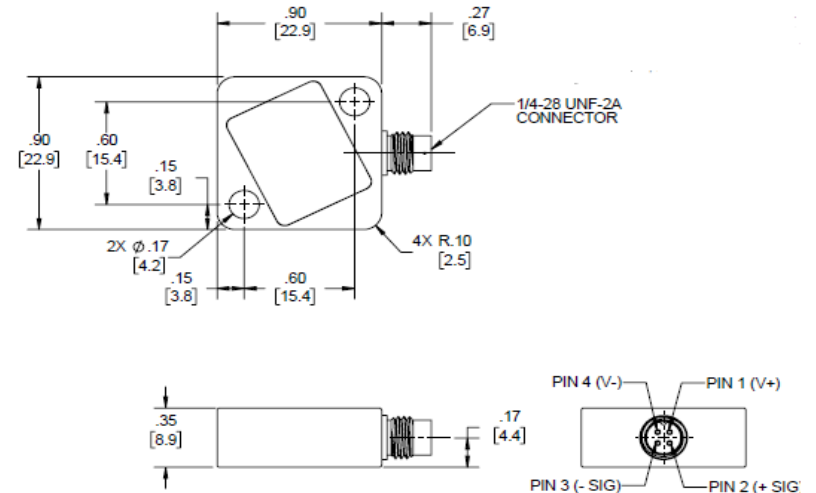 .90
[22.9]
.27
[6.9]
1/4-28 UNF-2A
CONNECTOR
.90
[22.9]
.60
[15.4]
.15
[3.8]
2X ⌀.17
[4.2]
4X R.10
[2.5]
.15
[3.8]
.60
[15.4]
PIN 4 (V-)
PIN 1 (V+)
.35
[8.9]
.17
[4.4]
PIN 3 (- SIG)
PIN 2 (+ SIG